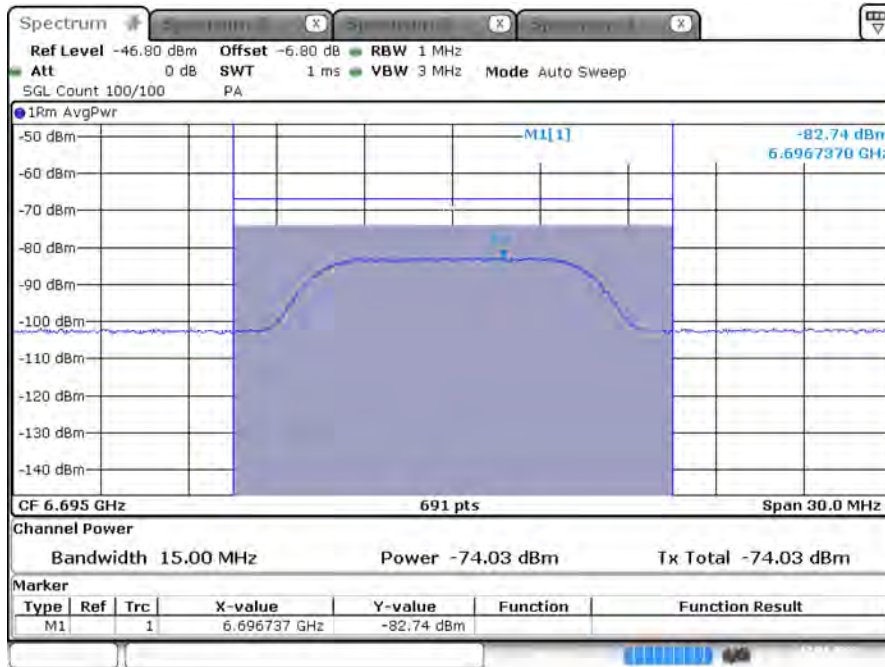 Spectrum
Ref Level -46.80 dBm Offset -6.80 dB RBW 1 MHz
Att 0 dB SWT 1 ms VBW 3 MHz Mode Auto Sweep
SGL Count 100/100 PA
1Rm AvgPwr
M1[1] -82.74 dBm
6.6967370 GHz
-50 dBm
-60 dBm
-70 dBm
-80 dBm
-90 dBm
-100 dBm
-110 dBm
-120 dBm
-130 dBm
-140 dBm
CF 6.695 GHz 691 pts Span 30.0 MHz
Channel Power
Bandwidth 15.00 MHz Power -74.03 dBm Tx Total -74.03 dBm
Marker
Type Ref Trc X-value Y-value Function Function Result
M1 1 6.696737 GHz -82.74 dBm